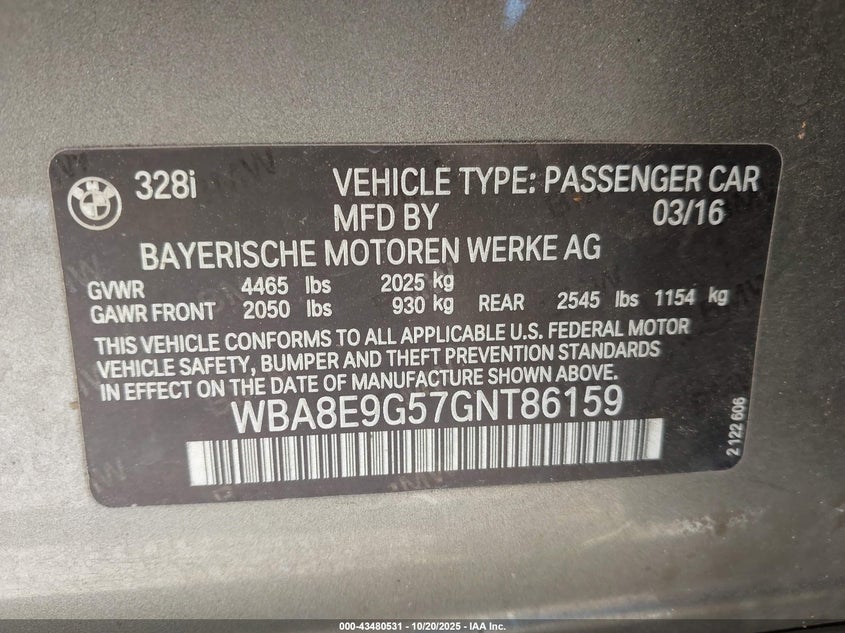 328i VEHICLE TYPE: PASSENGER CAR
MFD BY 03/16
BAYERISCHE MOTOREN WERKE AG
GVWR 4465 lbs 2025 kg
GAWR FRONT 2050 lbs 930 kg REAR 2545 lbs 1154 kg
THIS VEHICLE CONFORMS TO ALL APPLICABLE U.S. FEDERAL MOTOR
VEHICLE SAFETY, BUMPER AND THEFT PREVENTION STANDARDS
IN EFFECT ON THE DATE OF MANUFACTURE SHOWN ABOVE.
WBA8E9G57GNT86159
2 122 606
000-43480531 - 10/20/2025 - IAA Inc.